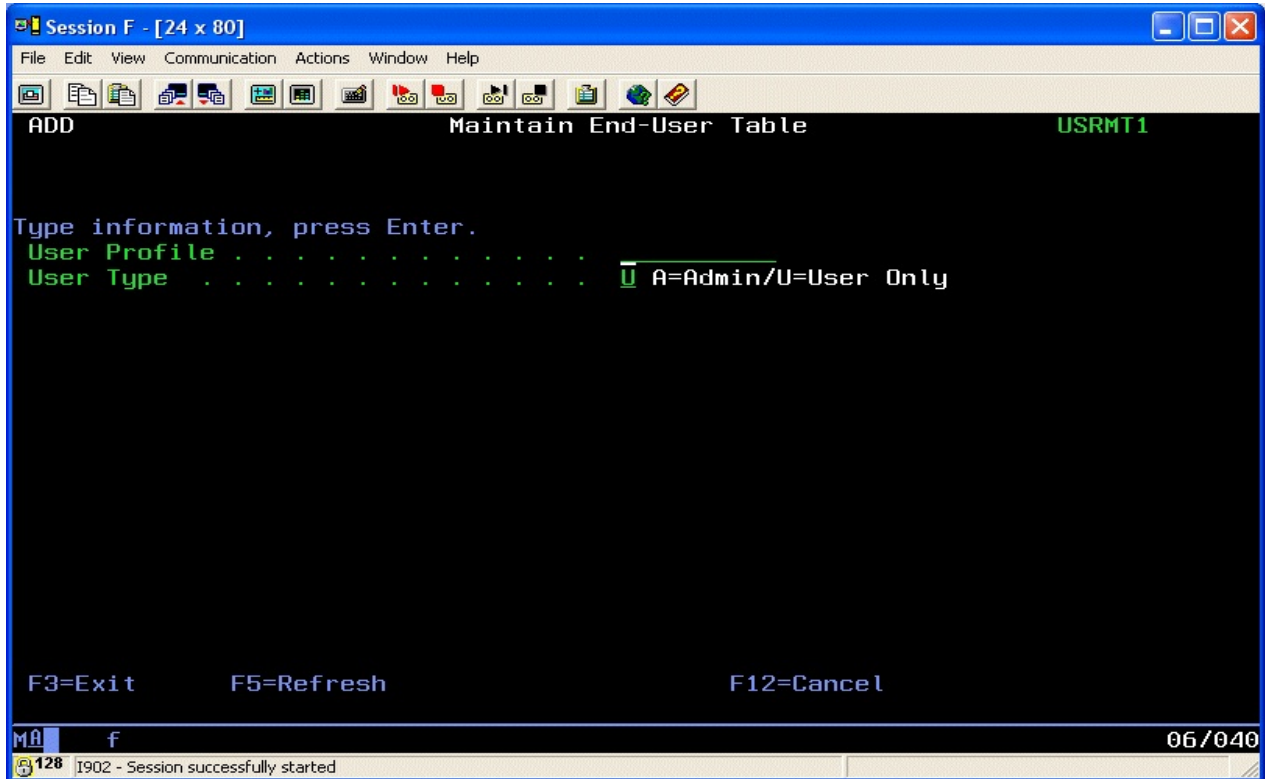 Session F - [24 x 80]
File Edit View Communication Actions Window Help
ADD Maintain End-User Table USRMT1
Type information, press Enter.
User Profile . . . . . . . . . . . . 
User Type . . . . . . . . . . . . . U A=Admin/U=User Only
F3=Exit F5=Refresh F12=Cancel
MA f 06/040
128 I902 - Session successfully started